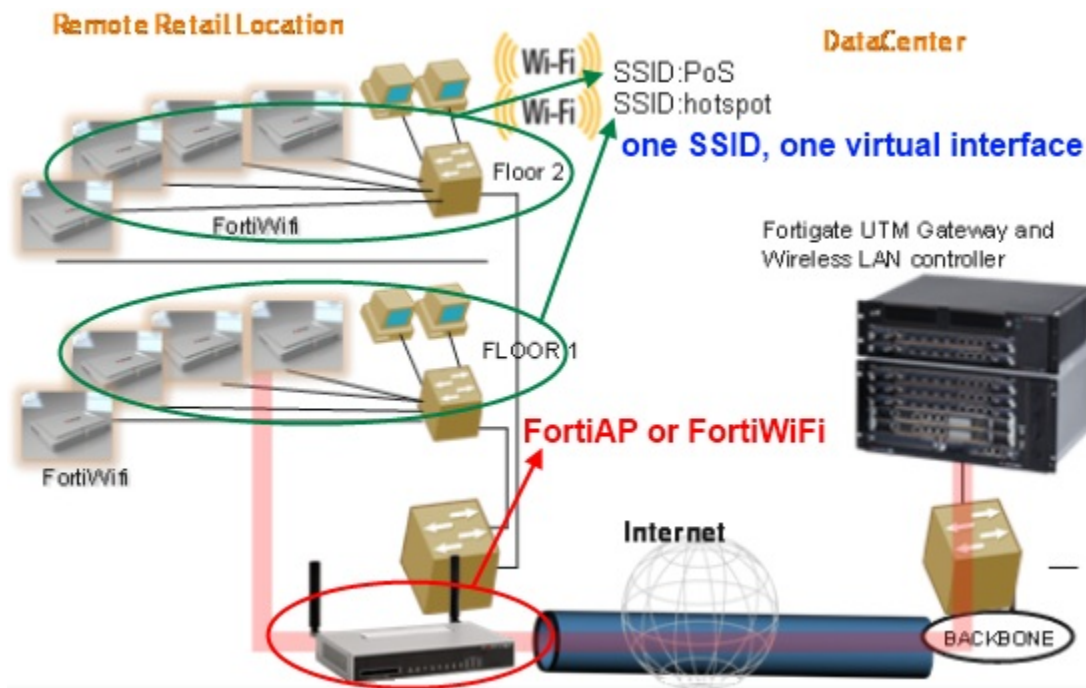 Remote Retail Location
DataCenter
Wi-Fi
SSID:PoS
Wi-Fi
SSID:hotspot
one SSID, one virtual interface
Floor 2
FortiWifi
Fortigate UTM Gateway and
Wireless LAN controller
FLOOR 1
FortiAP or FortiWiFi
FortiWifi
Internet
BACKBONE